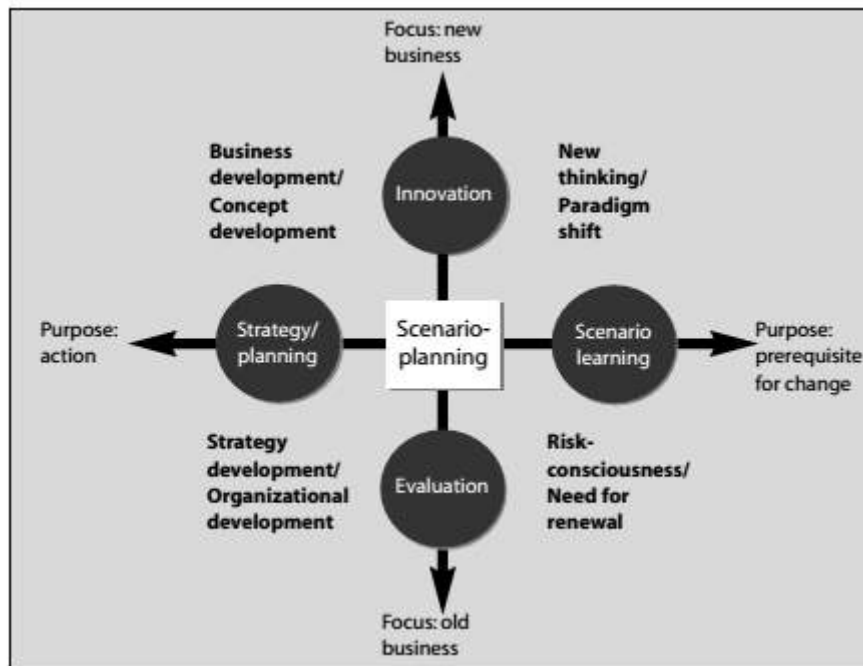 Focus: new
business
Business
development/
Concept
development
Innovation
New
thinking/
Paradigm
shift
Purpose:
action
Strategy/
planning
Scenario-
planning
Scenario
learning
Purpose:
prerequisite
for change
Strategy
development/
Organizational
development
Evaluation
Risk-
consciousness/
Need for
renewal
Focus: old
business